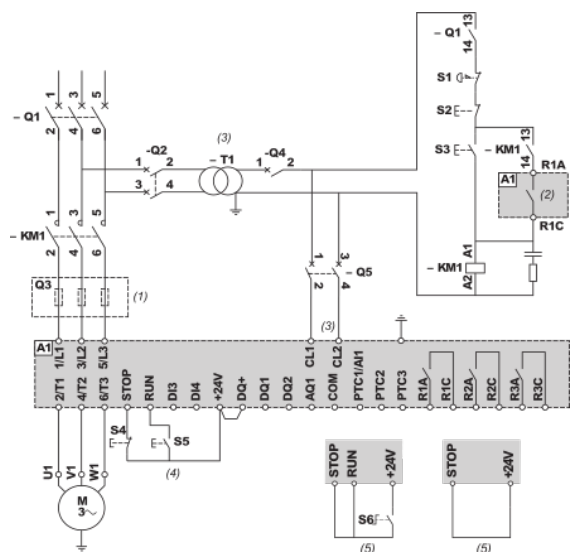 13
– Q1
14
S1
S2
S3
13
– KM1
14
R1A
A1
(2)
R1C
A1
– KM1
A2
1 3 5
– Q1
2 4 6
-Q2
1 2
3 4
(3)
– T1
-Q4
1 2
1 3 5
– KM1
2 4 6
Q3
(1)
1 3
– Q5
2 4
(3)
A1
1/L1 3/L2 5/L3 CL1 CL2
2/T1 4/T2 6/T3 STOP RUN DI3 DI4 +24V DQ+ DQ1 DQ2 AQ1 COM PTC1/AI1 PTC2 PTC3 R1A R1C R2A R2C R3A R3C
S4 S5
(4)
U1 V1 W1
M
3
STOP RUN +24V
S6
(5)
STOP +24V
(5)